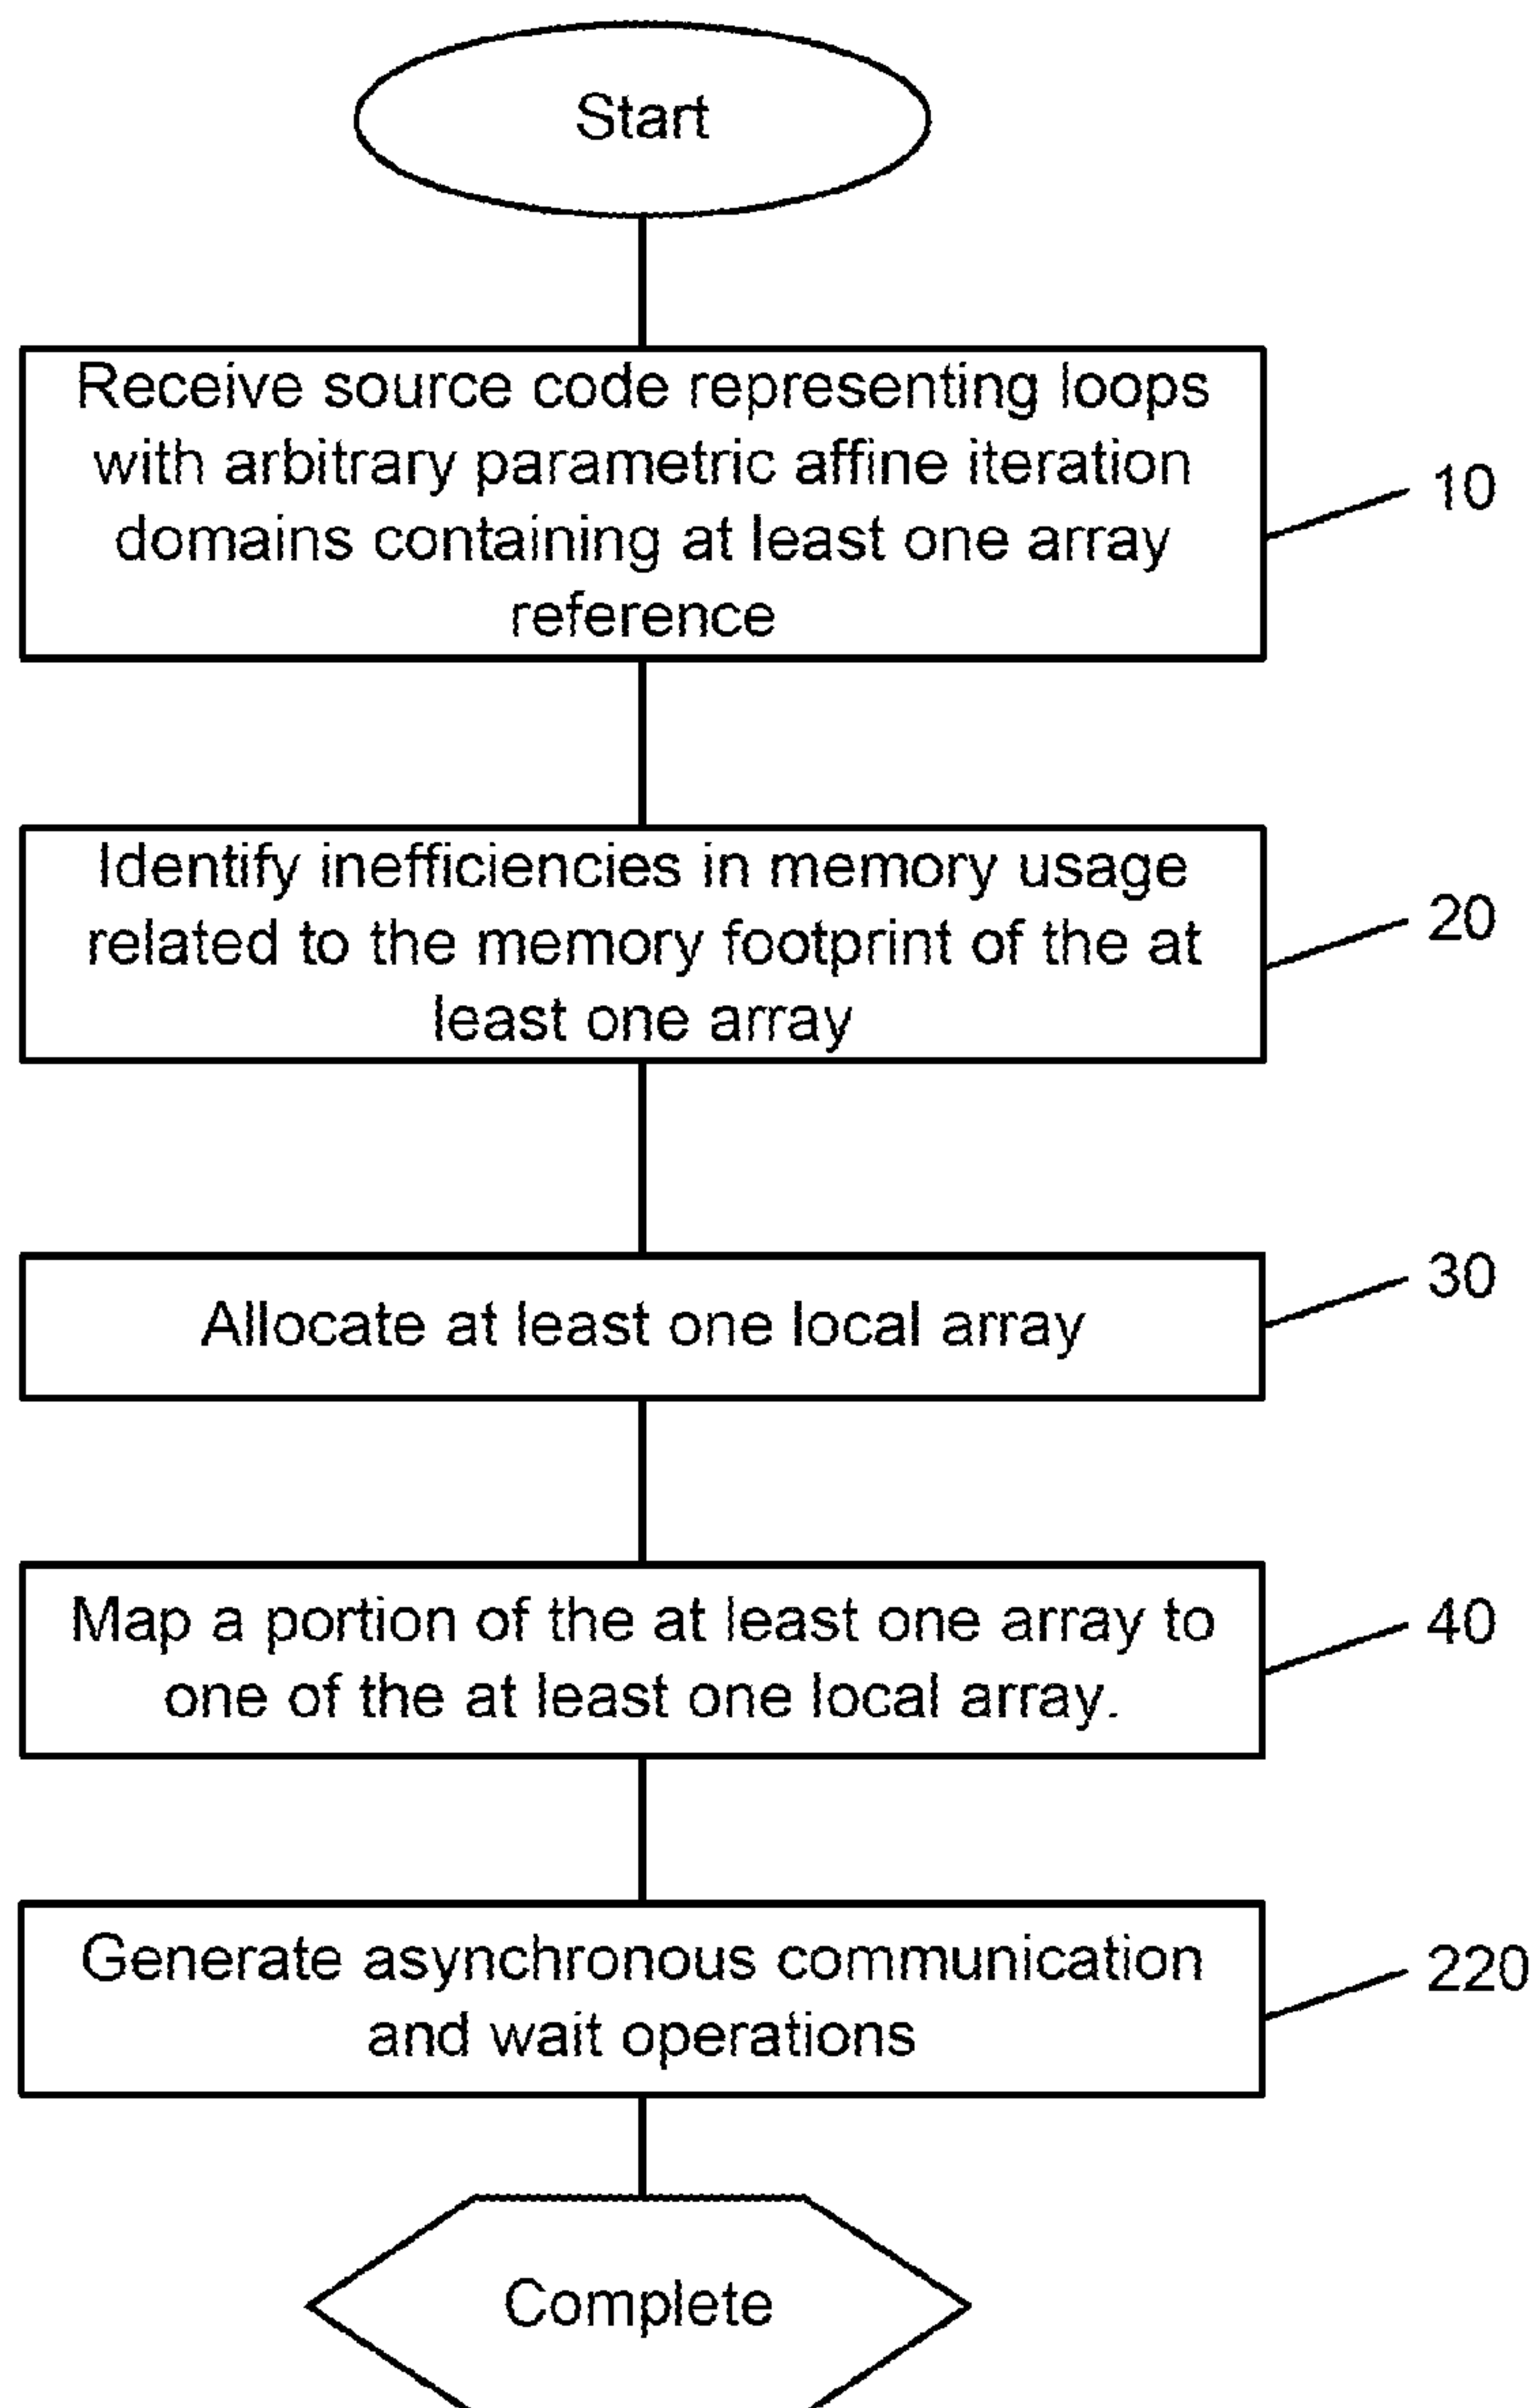 Start
Receive source code representing loops
with arbitrary parametric affine iteration
domains containing at least one array
reference
10
Identify inefficiencies in memory usage
related to the memory footprint of the at
least one array
20
Allocate at least one local array
30
Map a portion of the at least one array to
one of the at least one local array.
40
Generate asynchronous communication
and wait operations
220
Complete